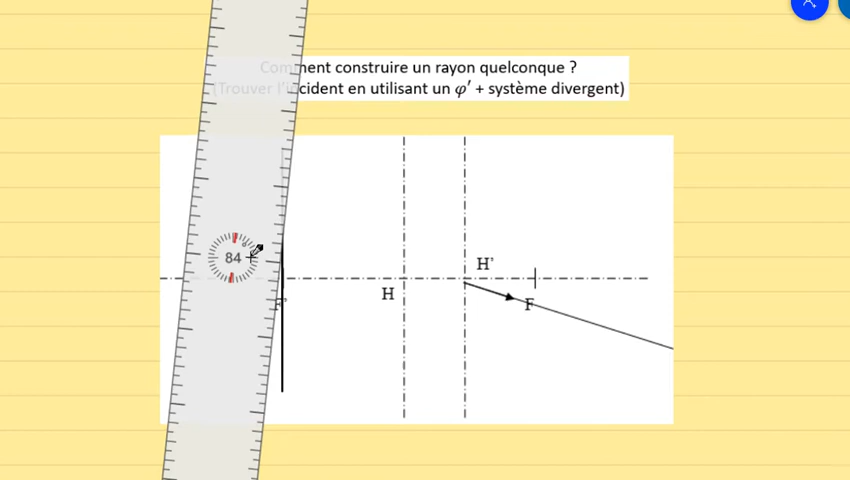 Comment construire un rayon quelconque ?
(Trouver l'incident en utilisant un φ′ + système divergent)
84
H'
H
F'
F